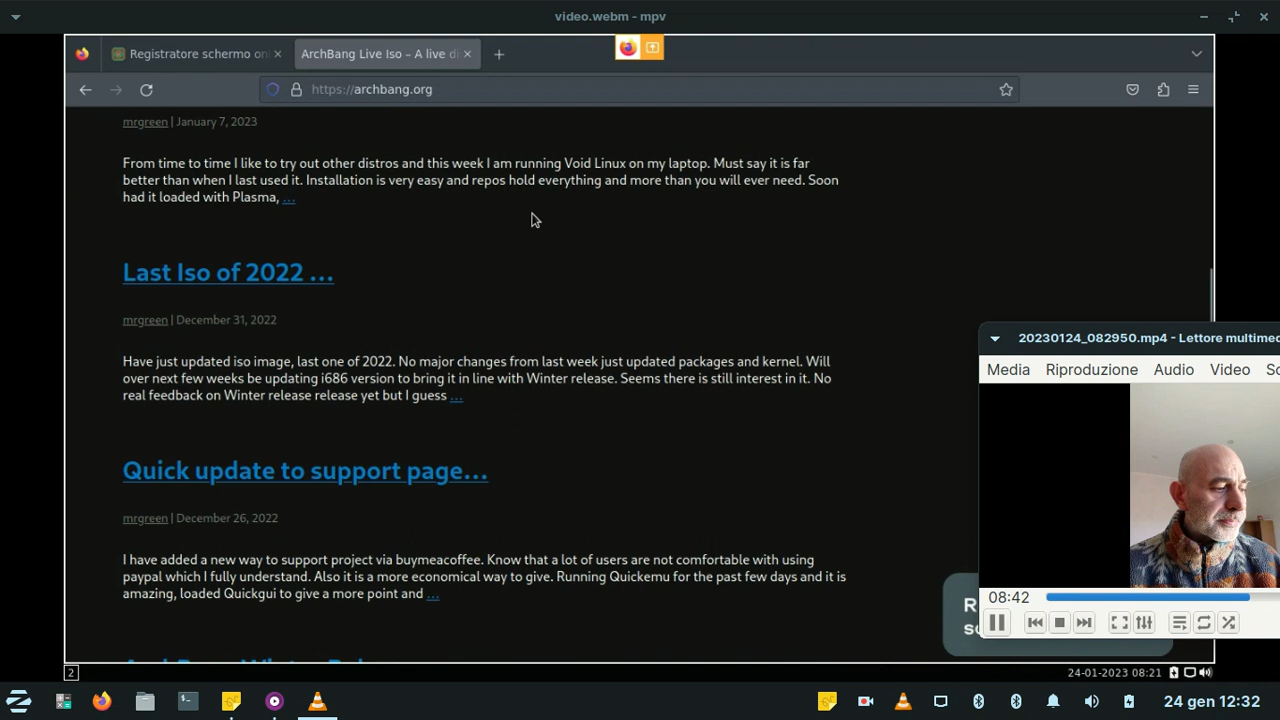 video.webm - mpv
Registratore schermo on
ArchBang Live Iso – A live di
https://archbang.org
mrgreen | January 7, 2023
From time to time I like to try out other distros and this week I am running Void Linux on my laptop. Must say it is far
better than when I last used it. Installation is very easy and repos hold everything and more than you will ever need. Soon
had it loaded with Plasma, ...
Last Iso of 2022 ...
mrgreen | December 31, 2022
Have just updated iso image, last one of 2022. No major changes from last week just updated packages and kernel. Will
over next few weeks be updating i686 version to bring it in line with Winter release. Seems there is still interest in it. No
real feedback on Winter release release yet but I guess ...
Quick update to support page...
mrgreen | December 26, 2022
I have added a new way to support project via buymeacoffee. Know that a lot of users are not comfortable with using
paypal which I fully understand. Also it is a more economical way to give. Running Quickemu for the past few days and it is
amazing, loaded Quickgui to give a more point and ...
20230124_082950.mp4 - Lettore multimed
Media Riproduzione Audio Video
08:42
2
24-01-2023 08:21
24 gen 12:32